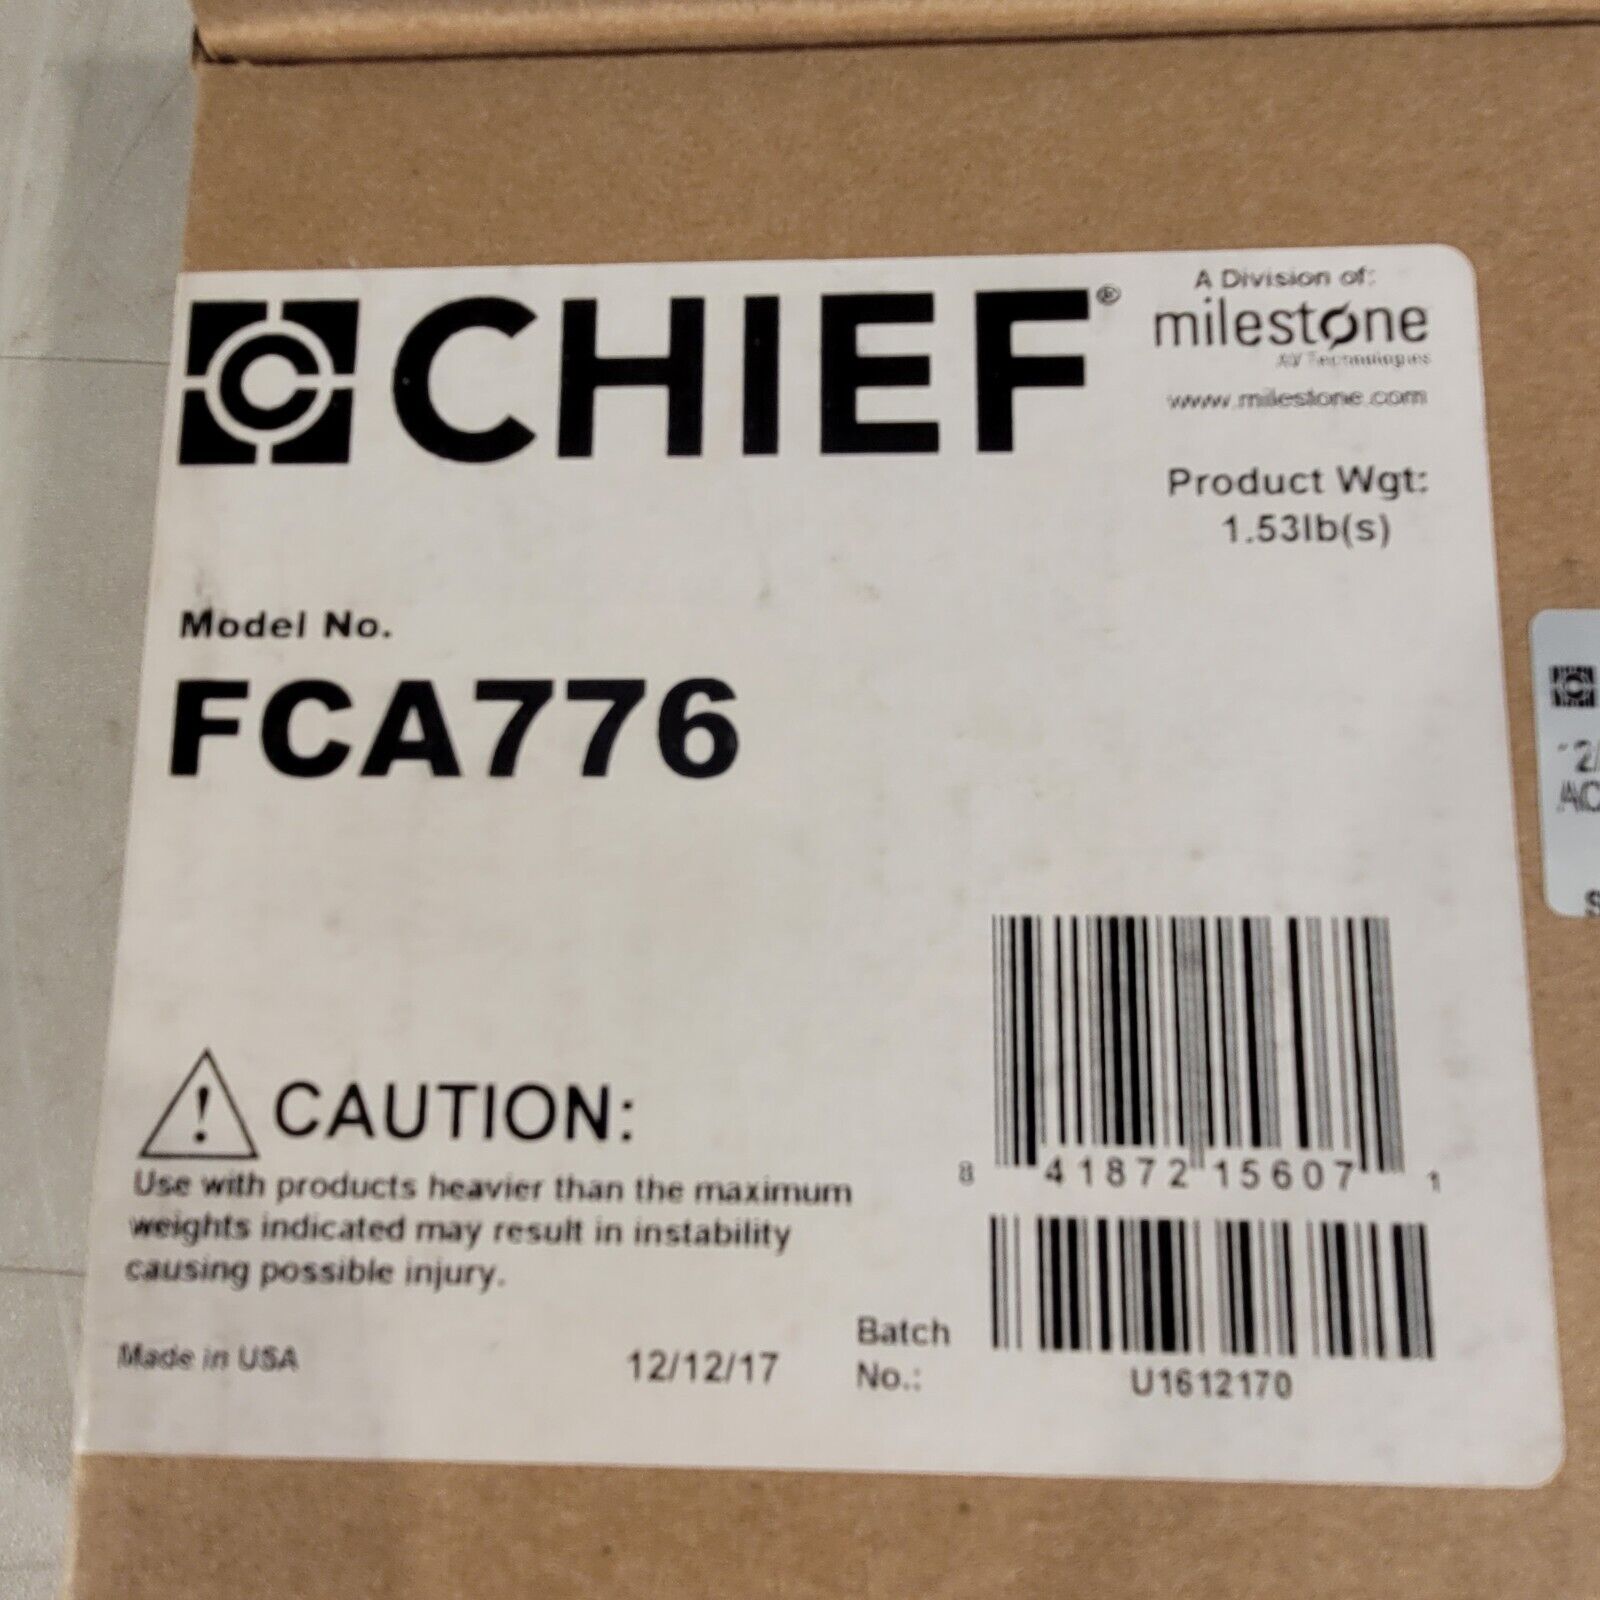 CHIEF®
A Division of:
milestone
AV Technologies
www.milestone.com
Product Wgt:
1.53lb(s)
Model No.
FCA776
CAUTION:
Use with products heavier than the maximum
weights indicated may result in instability
causing possible injury.
Made in USA
12/12/17
8 41872 15607 1
Batch
No.:
U1612170